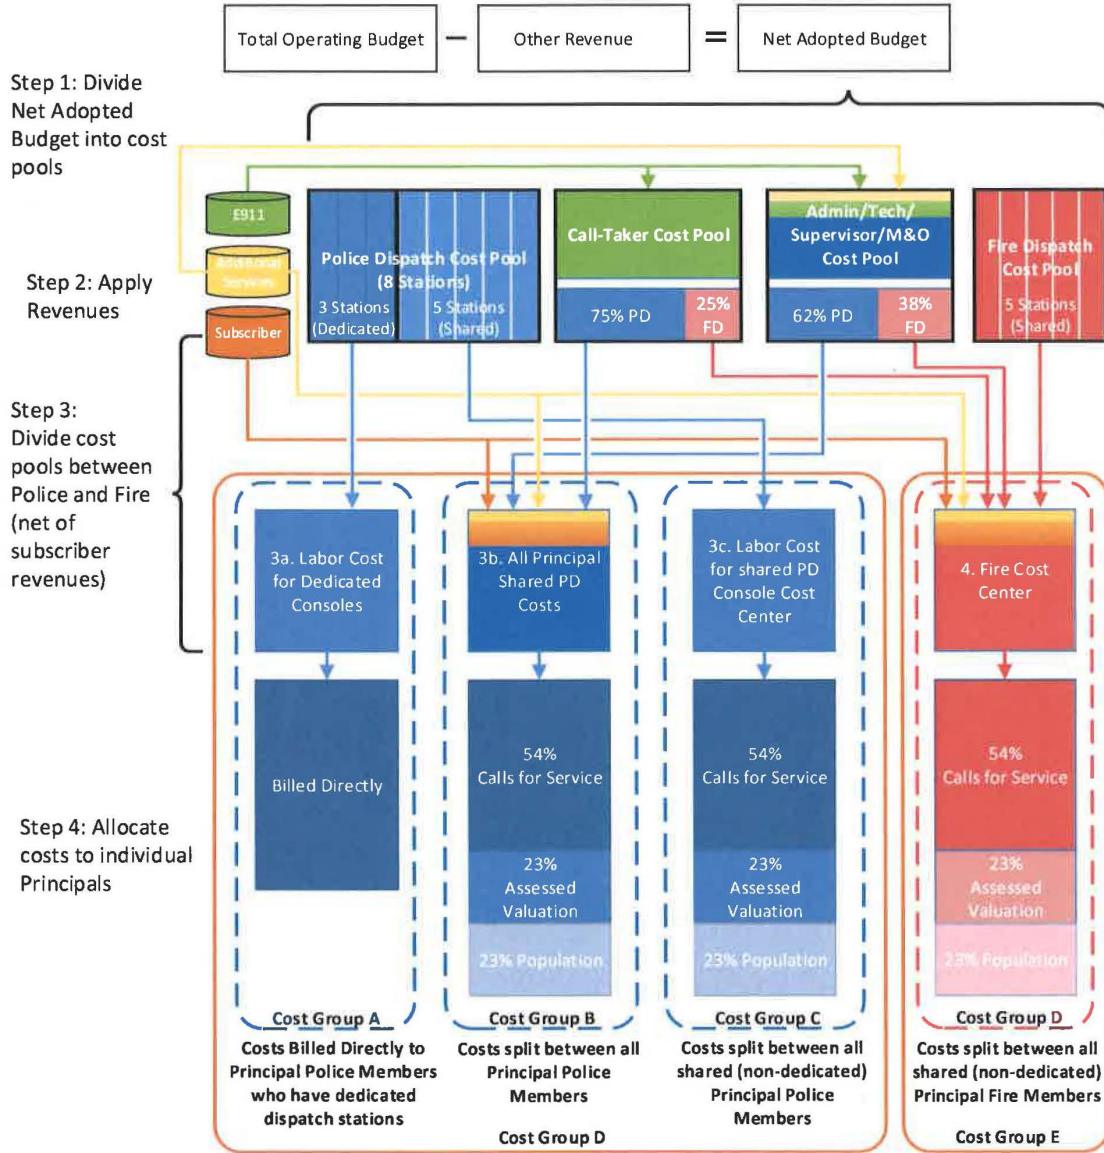 Total Operating Budget
−
Other Revenue
=
Net Adopted Budget
Step 1: Divide
Net Adopted
Budget into cost
pools
E911
Additional
Services
Subscriber
Step 2: Apply
Revenues
Police Dispatch Cost Pool
(8 Stations)
3 Stations
(Dedicated)
5 Stations
(Shared)
Call-Taker Cost Pool
75% PD
25%
FD
Admin/Tech/
Supervisor/M&O
Cost Pool
62% PD
38%
FD
Fire Dispatch
Cost Pool
5 Stations
(Shared)
Step 3:
Divide cost
pools between
Police and Fire
(net of
subscriber
revenues)
3a. Labor Cost
for Dedicated
Consoles
3b. All Principal
Shared PD
Costs
3c. Labor Cost
for shared PD
Console Cost
Center
4. Fire Cost
Center
Step 4: Allocate
costs to individual
Principals
Billed Directly
54%
Calls for Service
23%
Assessed
Valuation
23% Population
54%
Calls for Service
23%
Assessed
Valuation
23% Population
54%
Calls for Service
23%
Assessed
Valuation
23% Population
Cost Group A
Costs Billed Directly to
Principal Police Members
who have dedicated
dispatch stations
Cost Group B
Costs split between all
Principal Police
Members
Cost Group C
Costs split between all
shared (non-dedicated)
Principal Police
Members
Cost Group D
Costs split between all
shared (non-dedicated)
Principal Fire Members
Cost Group D
Cost Group E